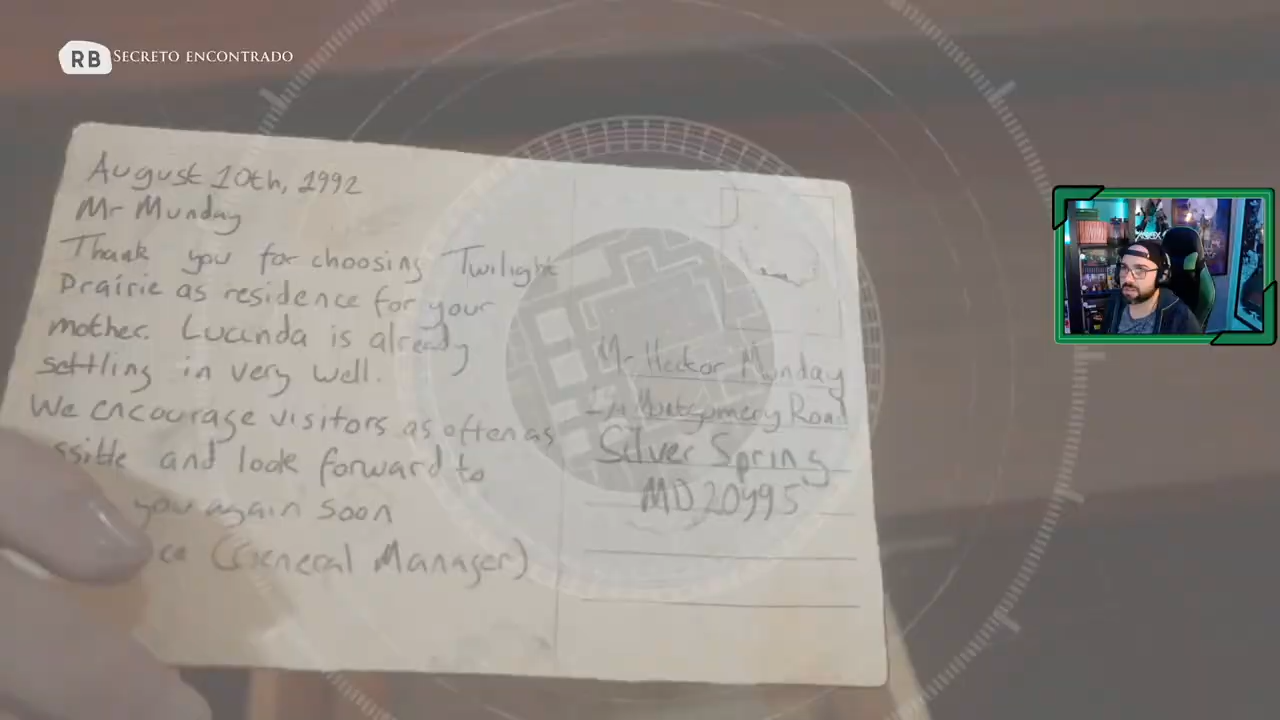 RB SECRETO ENCONTRADO
August 10th, 1992
Mr Munday
Thank you for choosing Twilight
Prairie as residence for your
mother. Lucinda is already
settling in very well.
We encourage visitors as often as
ssible and look forward to
you again soon
(General Manager)
Mr Hector Munday
Montgomery Road
Silver Spring
MD 20995